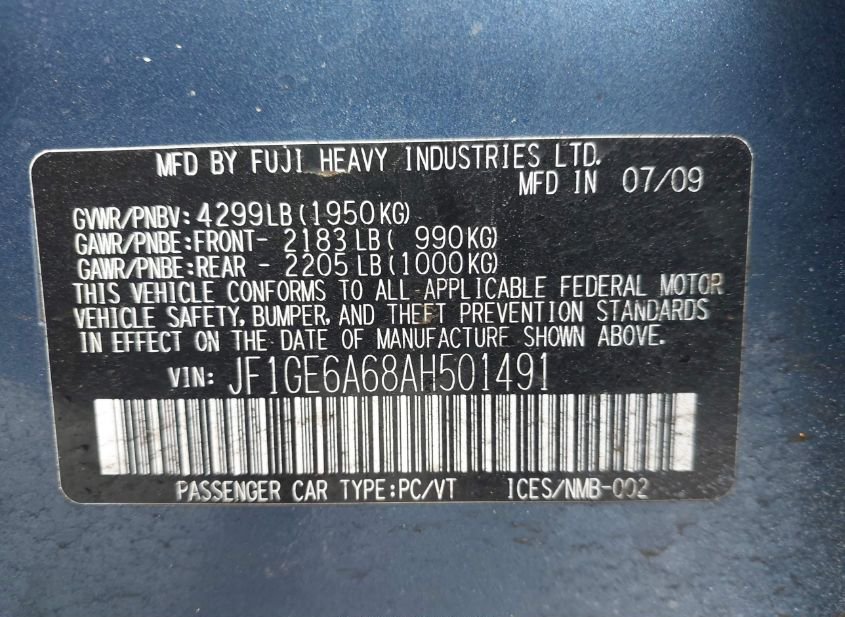 MFD BY FUJI HEAVY INDUSTRIES LTD.
MFD IN 07/09
GVWR/PNBV: 4299LB(1950KG)
GAWR/PNBE:FRONT- 2183LB( 990KG)
GAWR/PNBE:REAR - 2205LB(1000KG)
THIS VEHICLE CONFORMS TO ALL APPLICABLE FEDERAL MOTOR
VEHICLE SAFETY, BUMPER, AND THEFT PREVENTION STANDARDS
IN EFFECT ON THE DATE OF MANUFACTURE SHOWN ABOVE.
VIN: JF1GE6A68AH501491
PASSENGER CAR TYPE:PC/VT ICES/NMB-002